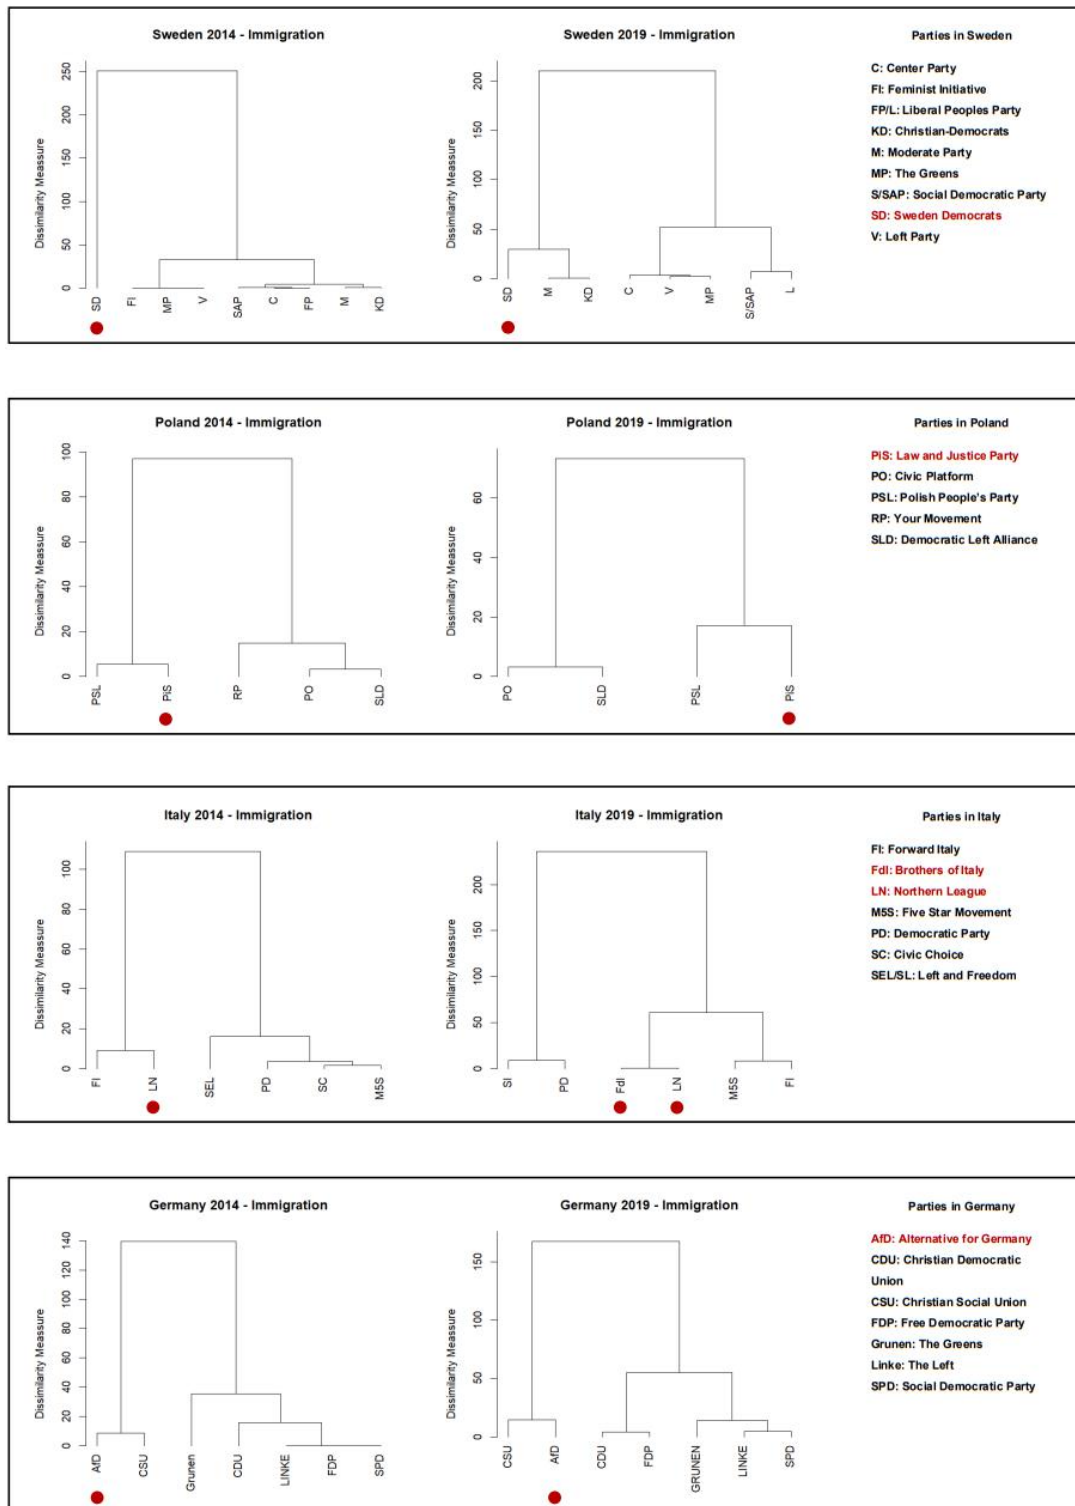 Sweden 2014 - Immigration
Dissimilarity Meassure
250
200
150
100
50
0
SD
FI
MP
V
SAP
C
FP
M
KD
Sweden 2019 - Immigration
Dissimilarity Meassure
200
150
100
50
0
SD
M
KD
C
V
MP
S/SAP
L
Parties in Sweden
C: Center Party
FI: Feminist Initiative
FP/L: Liberal Peoples Party
KD: Christian-Democrats
M: Moderate Party
MP: The Greens
S/SAP: Social Democratic Party
SD: Sweden Democrats
V: Left Party
Poland 2014 - Immigration
Dissimilarity Meassure
100
80
60
40
20
0
PSL
PiS
RP
PO
SLD
Poland 2019 - Immigration
Dissimilarity Meassure
60
40
20
0
PO
SLD
PSL
PiS
Parties in Poland
PiS: Law and Justice Party
PO: Civic Platform
PSL: Polish People's Party
RP: Your Movement
SLD: Democratic Left Alliance
Italy 2014 - Immigration
Dissimilarity Meassure
100
80
60
40
20
0
FI
LN
SEL
PD
SC
M5S
Italy 2019 - Immigration
Dissimilarity Meassure
200
150
100
50
0
SI
PD
FdI
LN
M5S
FI
Parties in Italy
FI: Forward Italy
FdI: Brothers of Italy
LN: Northern League
M5S: Five Star Movement
PD: Democratic Party
SC: Civic Choice
SEL/SL: Left and Freedom
Germany 2014 - Immigration
Dissimilarity Meassure
140
120
100
80
60
40
20
0
AfD
CSU
Grunen
CDU
LINKE
FDP
SPD
Germany 2019 - Immigration
Dissimilarity Meassure
150
100
50
0
CSU
AfD
CDU
FDP
GRUNEN
LINKE
SPD
Parties in Germany
AfD: Alternative for Germany
CDU: Christian Democratic
Union
CSU: Christian Social Union
FDP: Free Democratic Party
Grunen: The Greens
Linke: The Left
SPD: Social Democratic Party